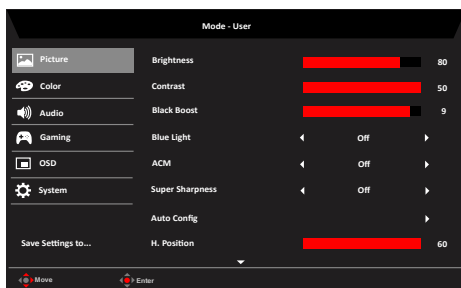 Mode - User
Picture
Brightness 80
Color
Contrast 50
Audio
Black Boost 9
Gaming
Blue Light Off
OSD
ACM Off
System
Super Sharpness Off
Auto Config
Save Settings to...
H. Position 60
Move Enter